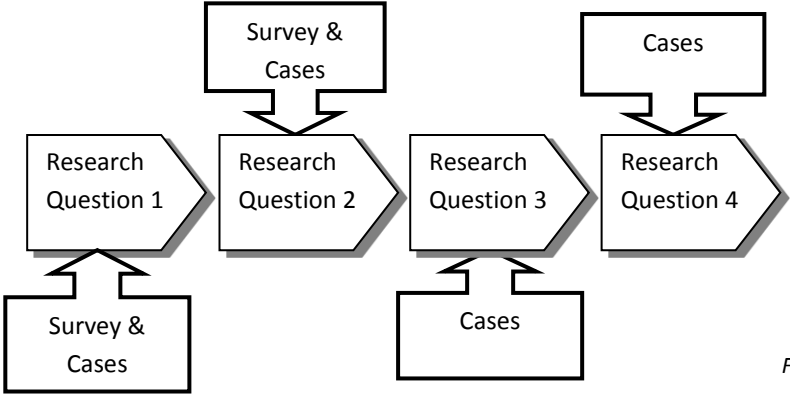 Survey &
Cases
Cases
Research
Question 1
Research
Question 2
Research
Question 3
Research
Question 4
Survey &
Cases
Cases
F